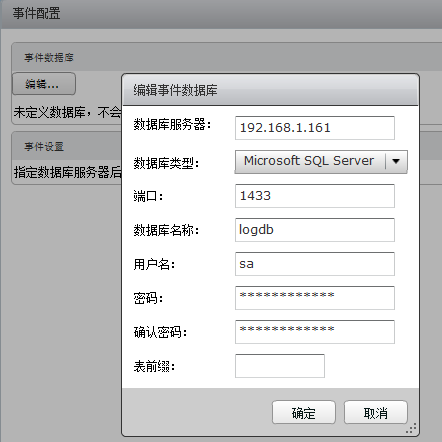 事件配置
事件数据库
编辑...
未定义数据库，不会
事件设置
指定数据库服务器后
编辑事件数据库
数据库服务器： 192.168.1.161
数据库类型： Microsoft SQL Server
端口： 1433
数据库名称： logdb
用户名： sa
密码： ************
确认密码： ************
表前缀：
确定 取消